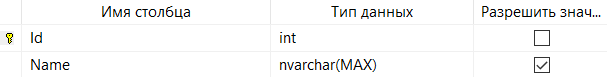 Имя столбца Тип данных Разрешить знач...
Id int
Name nvarchar(MAX)